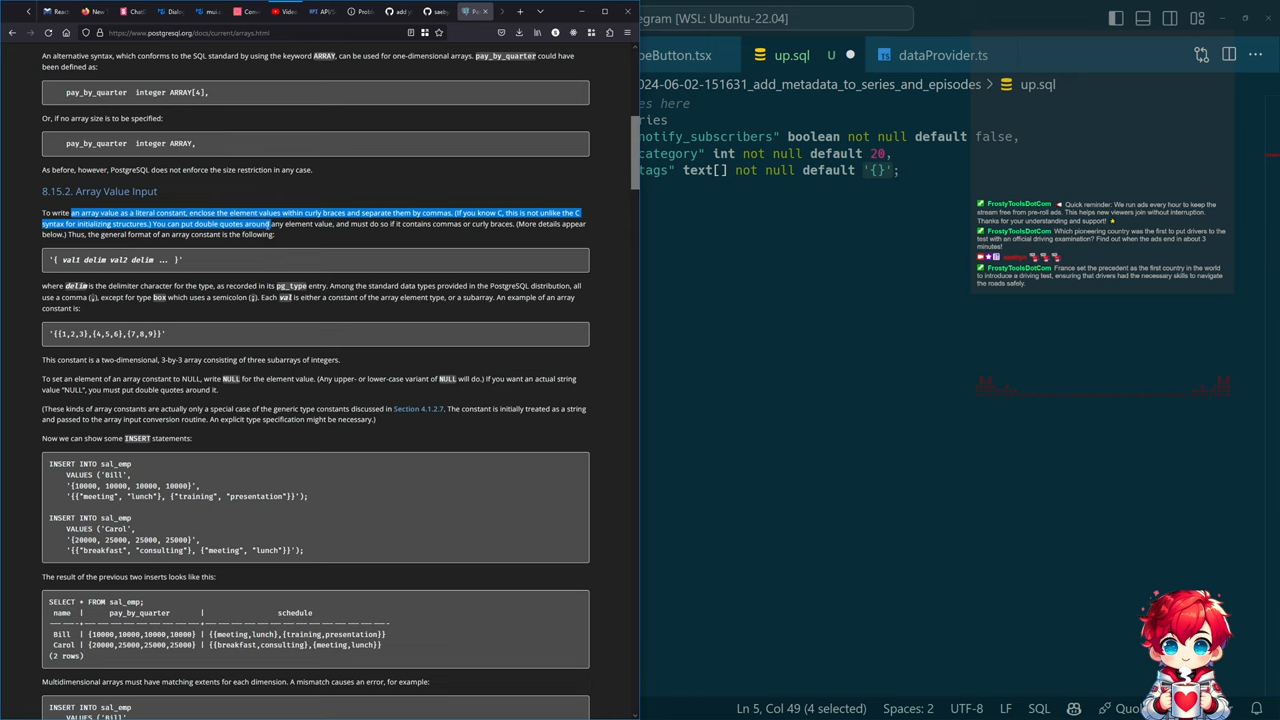 React
ChatG
Dialog
mui.c
Com
Video
API/S
Probl
add y
seeby
Po
https://www.postgresql.org/docs/current/arrays.html
An alternative syntax, which conforms to the SQL standard by using the keyword ARRAY, can be used for one-dimensional arrays. pay_by_quarter could have
been defined as:
pay_by_quarter  integer ARRAY[4],
Or, if no array size is to be specified:
pay_by_quarter  integer ARRAY,
As before, however, PostgreSQL does not enforce the size restriction in any case.
8.15.2. Array Value Input
To write an array value as a literal constant, enclose the element values within curly braces and separate them by commas. (If you know C, this is not unlike the C
syntax for initializing structures.) You can put double quotes around any element value, and must do so if it contains commas or curly braces. (More details appear
below.) Thus, the general format of an array constant is the following:
'{ val1 delim val2 delim ... }'
where delim is the delimiter character for the type, as recorded in its pg_type entry. Among the standard data types provided in the PostgreSQL distribution, all
use a comma (,), except for type box which uses a semicolon (;). Each val is either a constant of the array element type, or a subarray. An example of an array
constant is:
'{{1,2,3},{4,5,6},{7,8,9}}'
This constant is a two-dimensional, 3-by-3 array consisting of three subarrays of integers.
To set an element of an array constant to NULL, write NULL for the element value. (Any upper- or lower-case variant of NULL will do.) If you want an actual string
value "NULL", you must put double quotes around it.
(These kinds of array constants are actually only a special case of the generic type constants discussed in Section 4.1.2.7. The constant is initially treated as a string
and passed to the array input conversion routine. An explicit type specification might be necessary.)
Now we can show some INSERT statements:
INSERT INTO sal_emp
VALUES ('Bill',
'{10000, 10000, 10000, 10000}',
'{{"meeting", "lunch"}, {"training", "presentation"}}');
INSERT INTO sal_emp
VALUES ('Carol',
'{20000, 25000, 25000, 25000}',
'{{"breakfast", "consulting"}, {"meeting", "lunch"}}');
The result of the previous two inserts looks like this:
SELECT * FROM sal_emp;
name | pay_by_quarter | schedule
Bill | {10000,10000,10000,10000} | {{meeting,lunch},{training,presentation}}
Carol | {20000,25000,25000,25000} | {{breakfast,consulting},{meeting,lunch}}
(2 rows)
Multidimensional arrays must have matching extents for each dimension. A mismatch causes an error, for example:
INSERT INTO sal_emp
VALUES ('Bill',
egram [WSL: Ubuntu-22.04]
beButton.tsx
up.sql U
dataProvider.ts
024-06-02-151631_add_metadata_to_series_and_episodes > up.sql
es here
ries
notify_subscribers" boolean not null default false,
category" int not null default 20,
tags" text[] not null default '{}';
FrostyToolsDotCom Quick reminder: We run ads every hour to keep the
stream free from pre-roll ads. This helps new viewers join without interruption.
Thanks for your understanding and support!
FrostyToolsDotCom Which pioneering country was the first to put drivers to the
test with an official driving examination? Find out when the ads end in about 3
minutes!
FrostyToolsDotCom France set the precedent as the first country in the world
to introduce a driving test, ensuring that drivers had the necessary skills to navigate
the roads safely.
Ln 5, Col 49 (4 selected)
Spaces: 2
UTF-8
LF
SQL
Quo